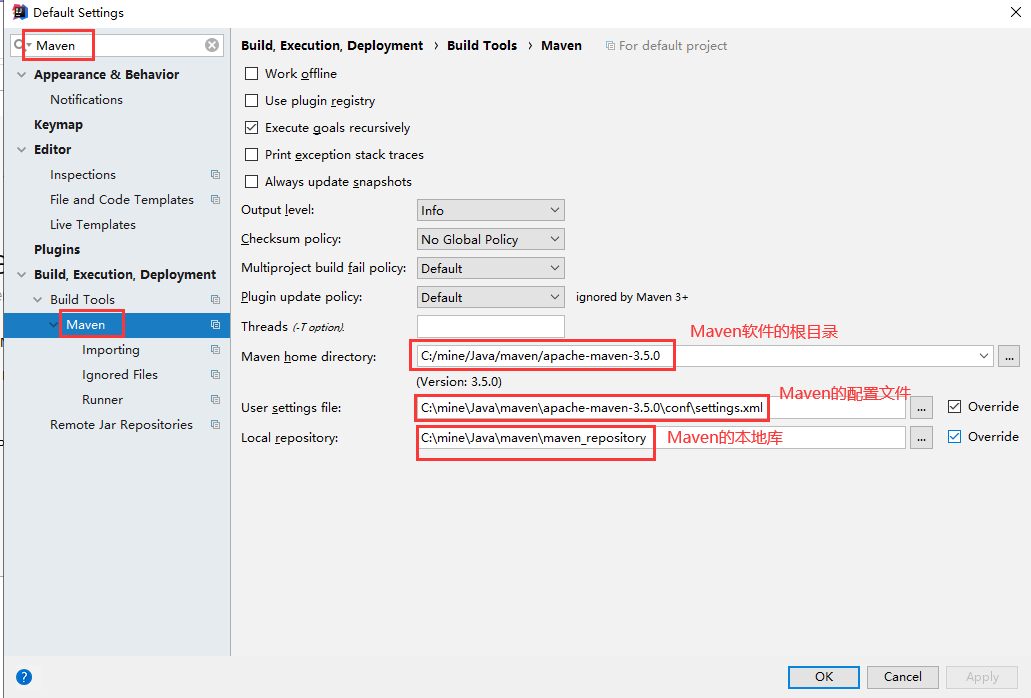 Default Settings
Maven
Appearance & Behavior
Notifications
Keymap
Editor
Inspections
File and Code Templates
Live Templates
Plugins
Build, Execution, Deployment
Build Tools
Maven
Importing
Ignored Files
Runner
Remote Jar Repositories
Build, Execution, Deployment › Build Tools › Maven For default project
Work offline
Use plugin registry
Execute goals recursively
Print exception stack traces
Always update snapshots
Output level: Info
Checksum policy: No Global Policy
Multiproject build fail policy: Default
Plugin update policy: Default ignored by Maven 3+
Threads (-T option).
Maven软件的根目录
Maven home directory: C:/mine/Java/maven/apache-maven-3.5.0 ...
(Version: 3.5.0)
Maven的配置文件
User settings file: C:\mine\Java\maven\apache-maven-3.5.0\conf\settings.xml ... Override
Local repository: C:\mine\Java\maven\maven_repository Maven的本地库 ... Override
? OK Cancel Apply